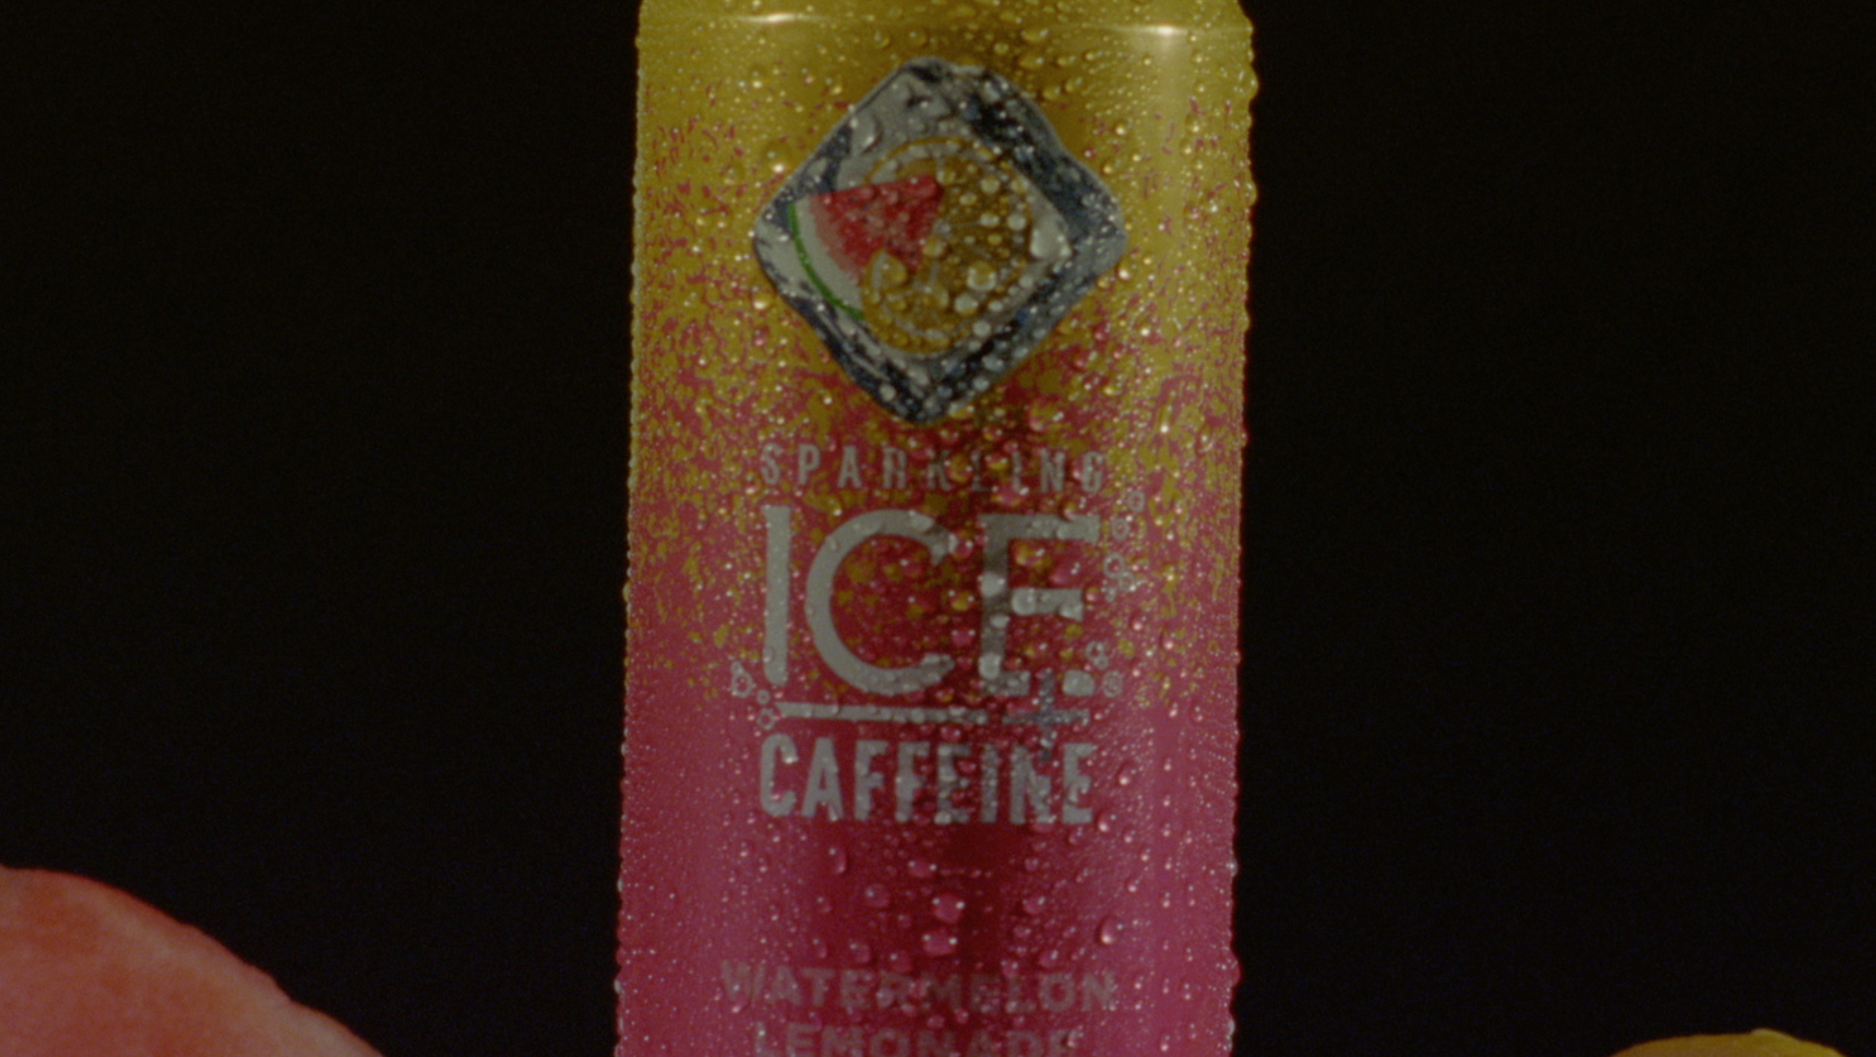 SPARKLING
ICE
+
CAFFEINE
WATERMELON
LEMONADE